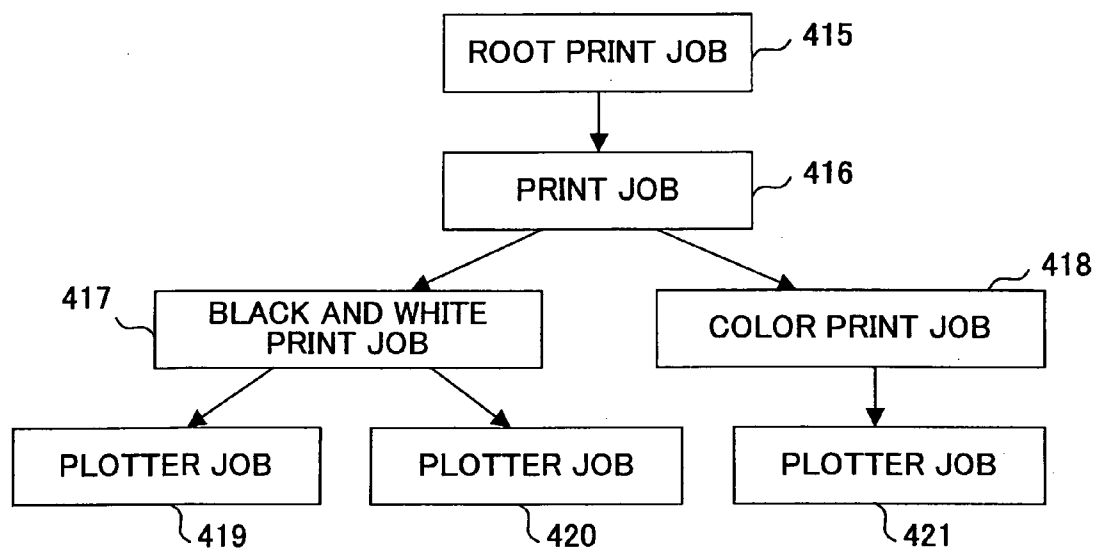 ROOT PRINT JOB
415
PRINT JOB
416
417
BLACK AND WHITE
PRINT JOB
418
COLOR PRINT JOB
PLOTTER JOB
PLOTTER JOB
PLOTTER JOB
419
420
421